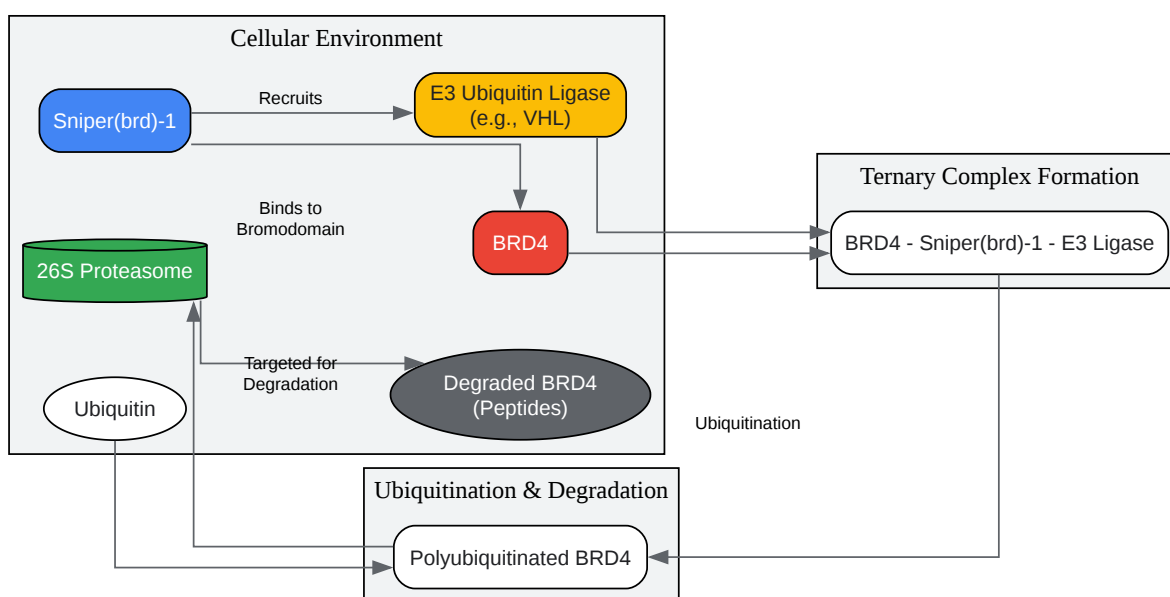 Cellular Environment
Sniper(brd)-1
Recruits
E3 Ubiquitin Ligase
(e.g., VHL)
Ternary Complex Formation
Binds to
Bromodomain
BRD4
BRD4 - Sniper(brd)-1 - E3 Ligase
26S Proteasome
Targeted for
Degradation
Degraded BRD4
(Peptides)
Ubiquitin
Ubiquitination
Ubiquitination & Degradation
Polyubiquitinated BRD4